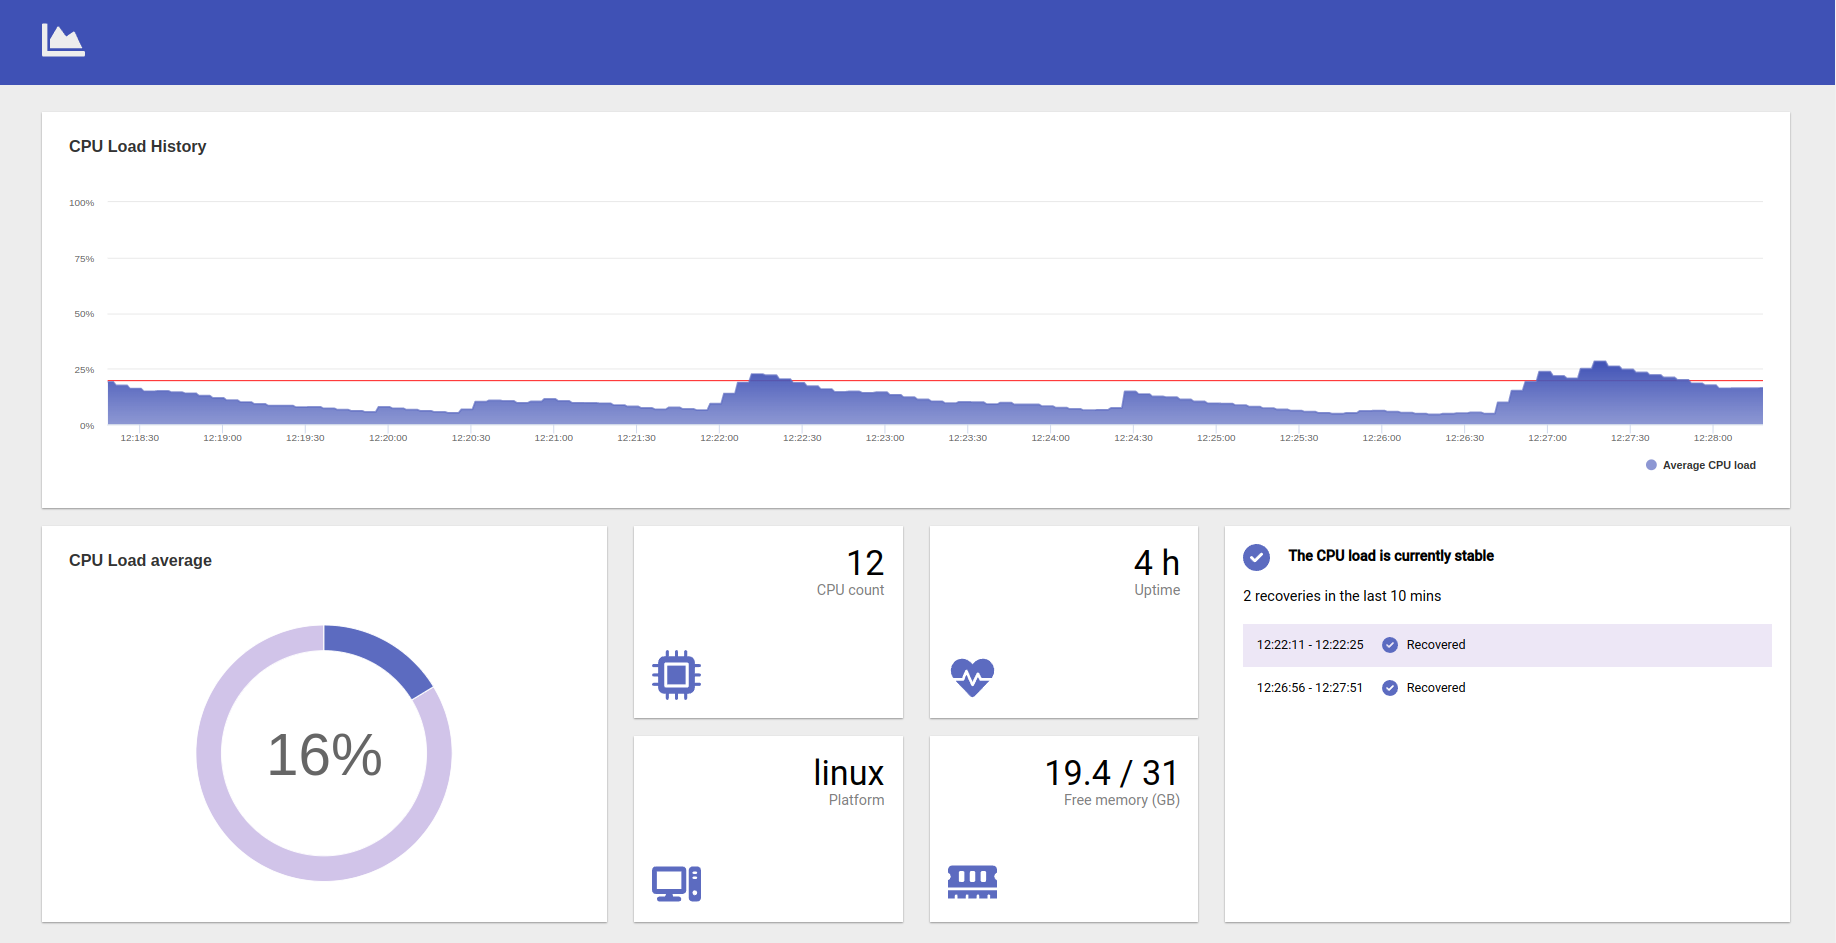 CPU Load History
100%
75%
50%
25%
0%
12:18:30 12:19:00 12:19:30 12:20:00 12:20:30 12:21:00 12:21:30 12:22:00 12:22:30 12:23:00 12:23:30 12:24:00 12:24:30 12:25:00 12:25:30 12:26:00 12:26:30 12:27:00 12:27:30 12:28:00
Average CPU load
CPU Load average
16%
12
CPU count
4 h
Uptime
linux
Platform
19.4 / 31
Free memory (GB)
The CPU load is currently stable
2 recoveries in the last 10 mins
12:22:11 - 12:22:25 Recovered
12:26:56 - 12:27:51 Recovered